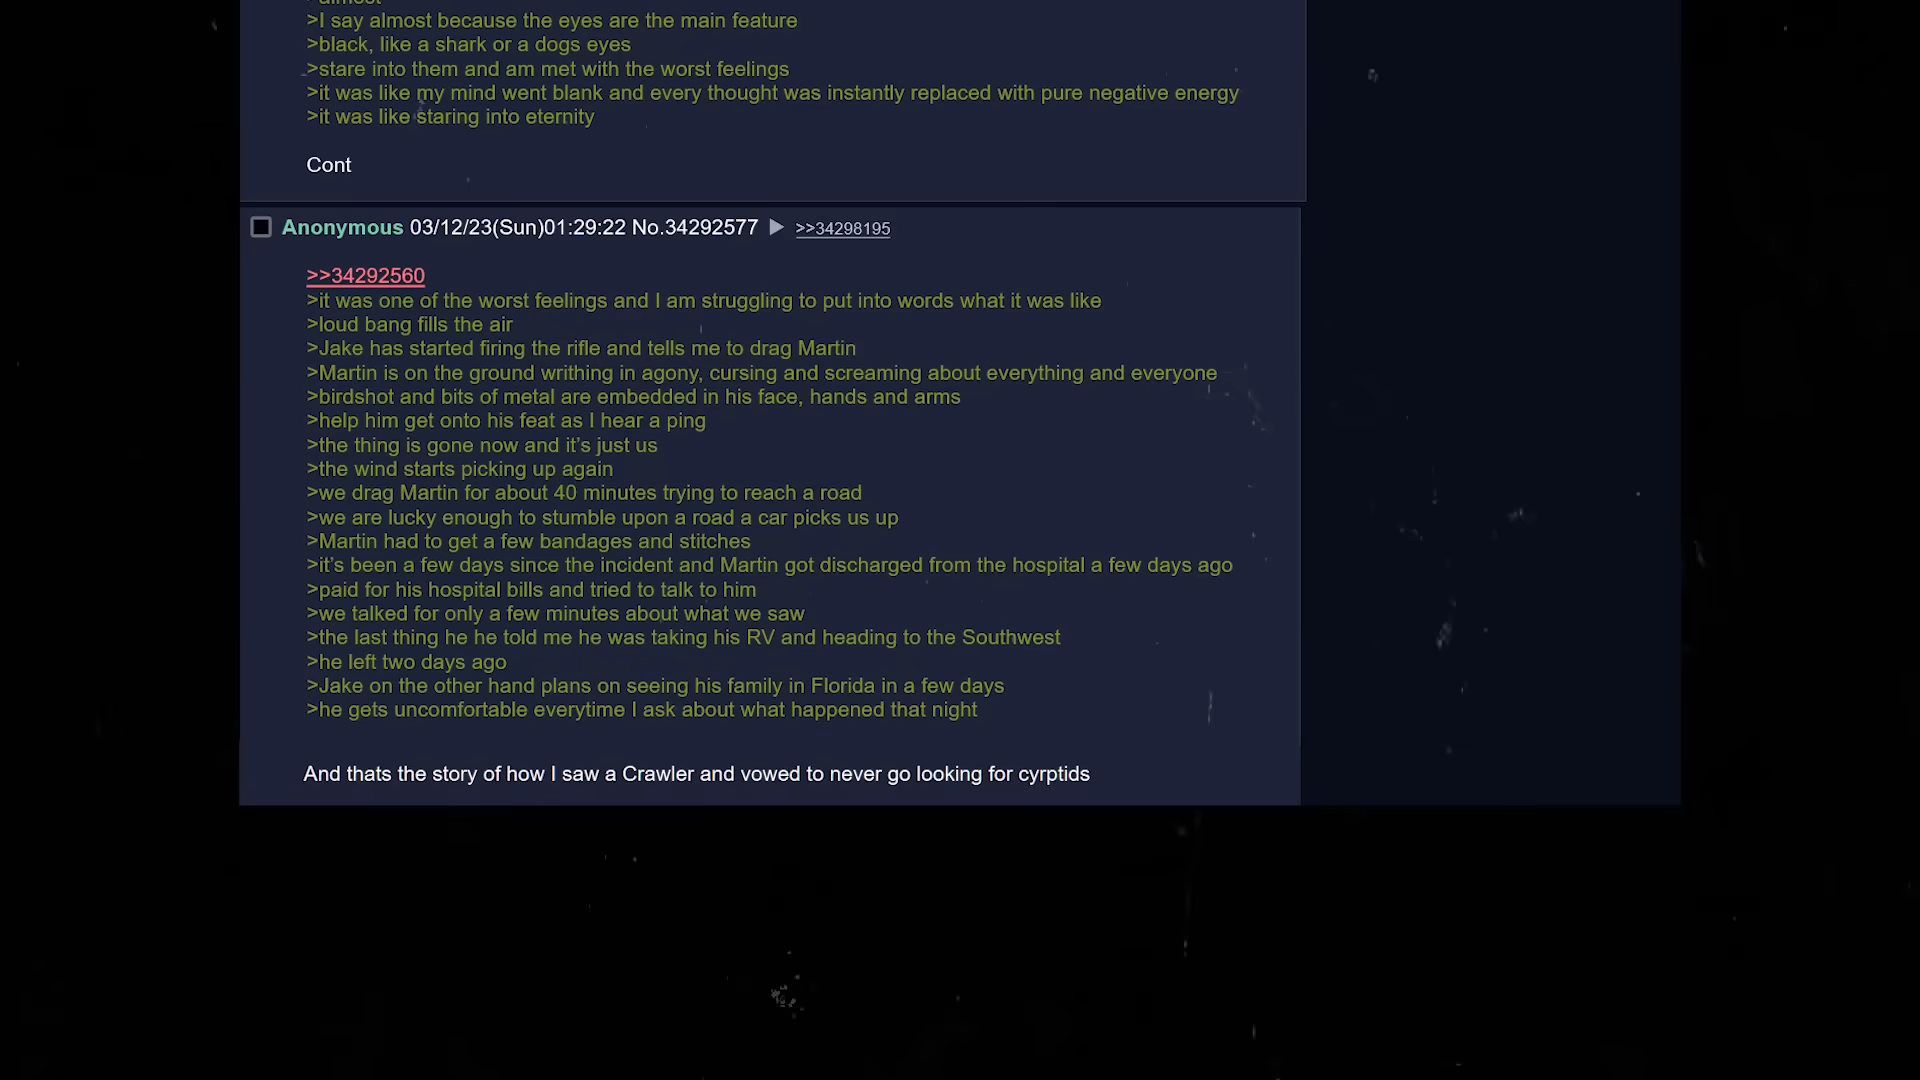 almost
>I say almost because the eyes are the main feature
>black, like a shark or a dogs eyes
>stare into them and am met with the worst feelings
>it was like my mind went blank and every thought was instantly replaced with pure negative energy
>it was like staring into eternity
Cont
Anonymous 03/12/23(Sun)01:29:22 No.34292577 ▶ >>34298195
>>34292560
>it was one of the worst feelings and I am struggling to put into words what it was like
>loud bang fills the air
>Jake has started firing the rifle and tells me to drag Martin
>Martin is on the ground writhing in agony, cursing and screaming about everything and everyone
>birdshot and bits of metal are embedded in his face, hands and arms
>help him get onto his feat as I hear a ping
>the thing is gone now and it's just us
>the wind starts picking up again
>we drag Martin for about 40 minutes trying to reach a road
>we are lucky enough to stumble upon a road a car picks us up
>Martin had to get a few bandages and stitches
>it's been a few days since the incident and Martin got discharged from the hospital a few days ago
>paid for his hospital bills and tried to talk to him
>we talked for only a few minutes about what we saw
>the last thing he he told me he was taking his RV and heading to the Southwest
>he left two days ago
>Jake on the other hand plans on seeing his family in Florida in a few days
>he gets uncomfortable everytime I ask about what happened that night
And thats the story of how I saw a Crawler and vowed to never go looking for cyrptids